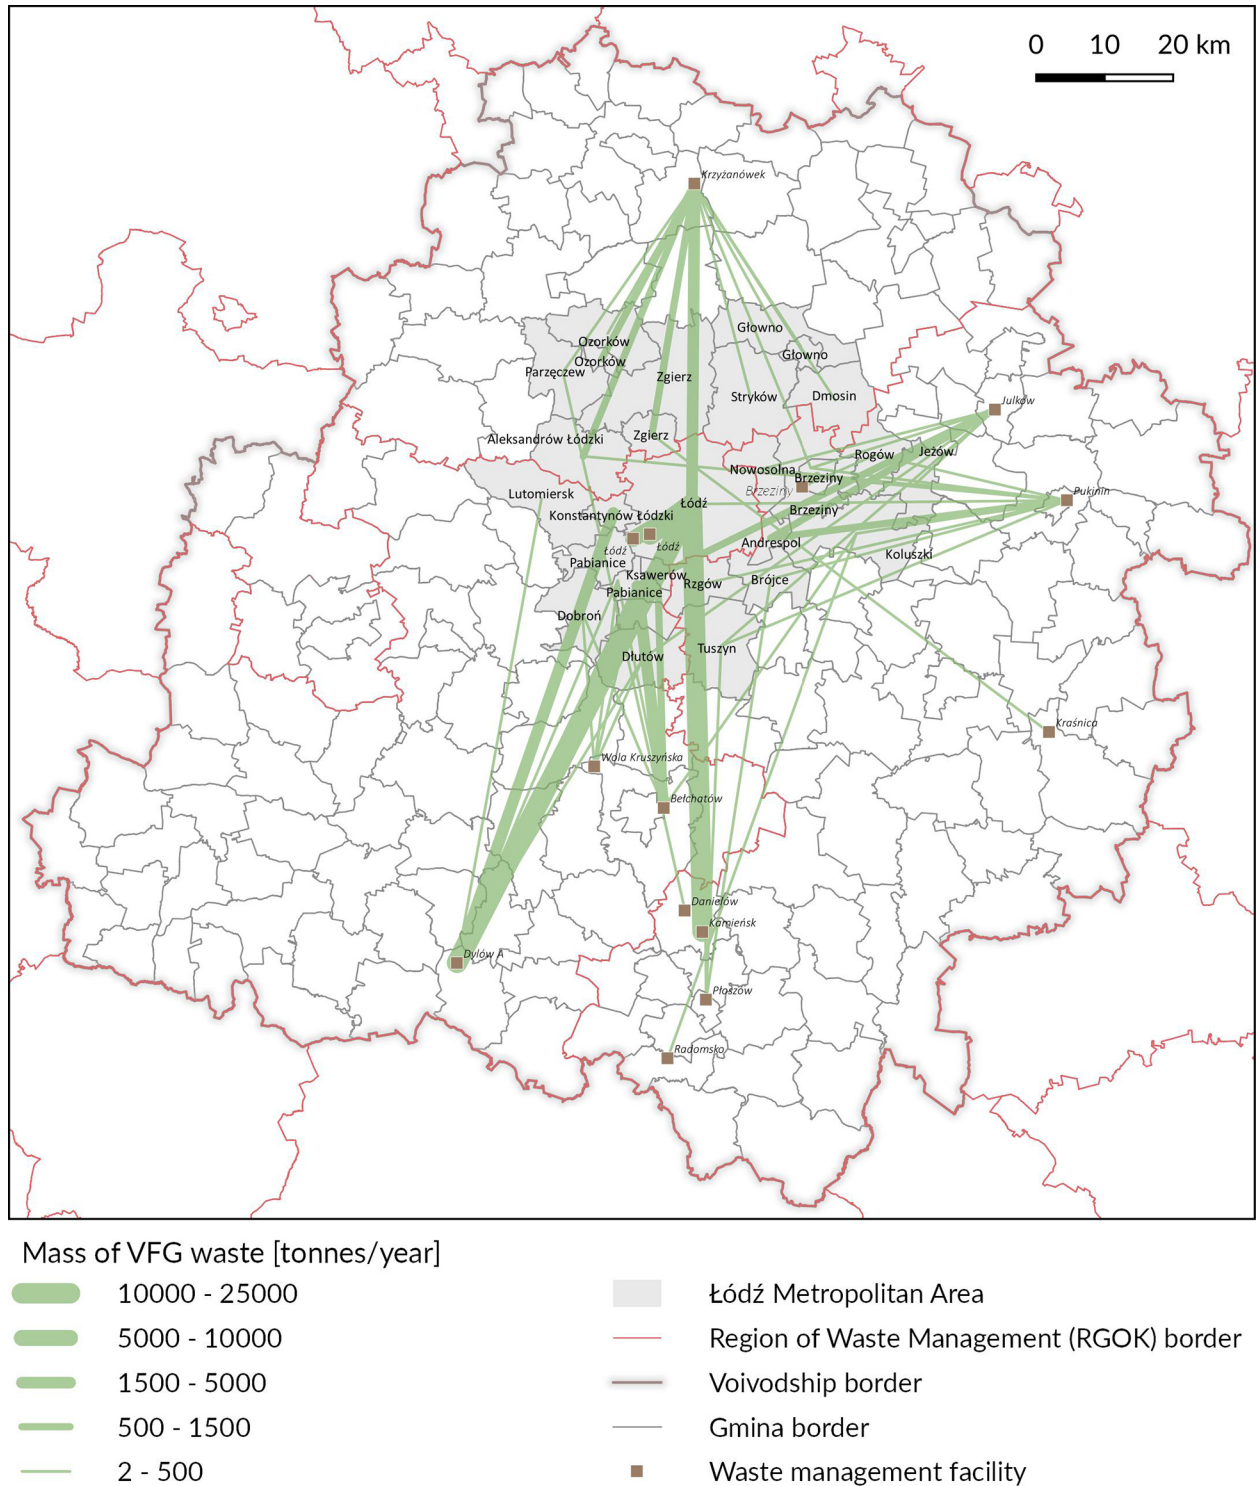 0 10 20 km
Krzyżanówek
Głowno
Ozorków
Głowno
Ozorków
Parzęczew
Zgierz
Stryków
Dmosin
Julków
Zgierz
Aleksandrów Łódzki
Rogów
Jeżów
Nowosolna
Brzeziny
Brzeziny
Pukinin
Lutomiersk
Łódź
Brzeziny
Konstantynów Łódzki
Andrespol
Łódź
Łódź
Koluszki
Pabianice
Ksawerów
Rzgów
Brójce
Pabianice
Dobroń
Tuszyn
Dłutów
Kraśnica
Wola Kruszyńska
Bełchatów
Danielów
Kamieńsk
Dylów A
Płoszów
Radomsko
Mass of VFG waste [tonnes/year]
10000 - 25000
Łódź Metropolitan Area
5000 - 10000
Region of Waste Management (RGOK) border
1500 - 5000
Voivodship border
500 - 1500
Gmina border
2 - 500
Waste management facility